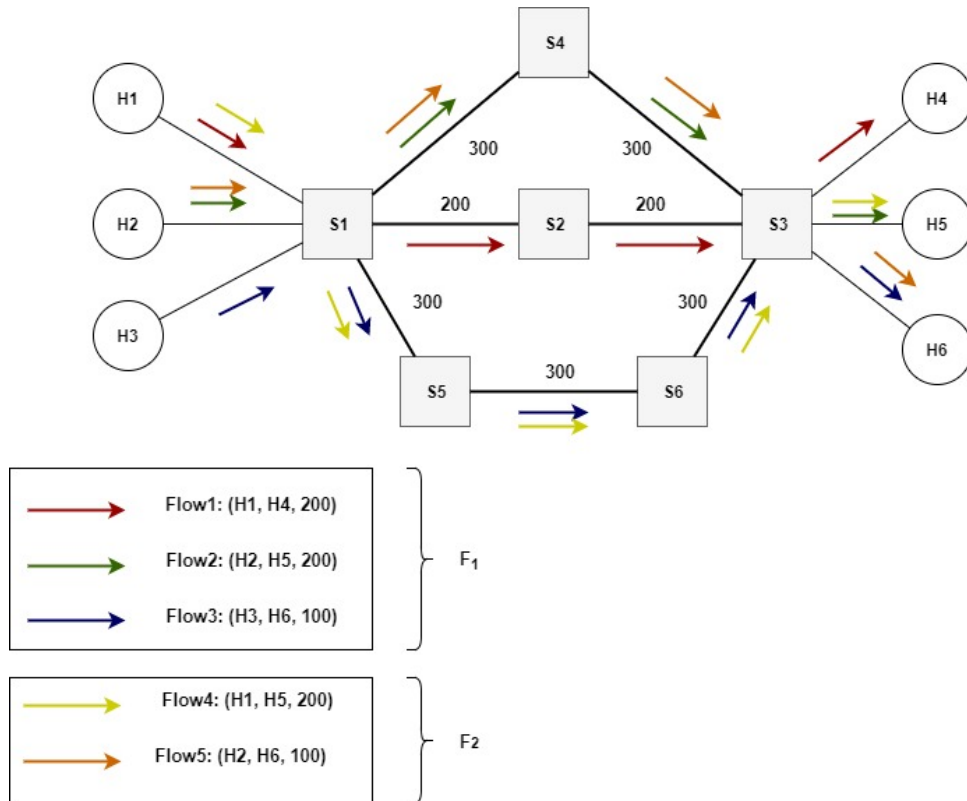 S4
H1
H4
300
300
200
200
H2
S1
S2
S3
H5
300
300
H3
H6
300
S5
S6
Flow1: (H1, H4, 200)
Flow2: (H2, H5, 200)
F₁
Flow3: (H3, H6, 100)
Flow4: (H1, H5, 200)
F₂
Flow5: (H2, H6, 100)